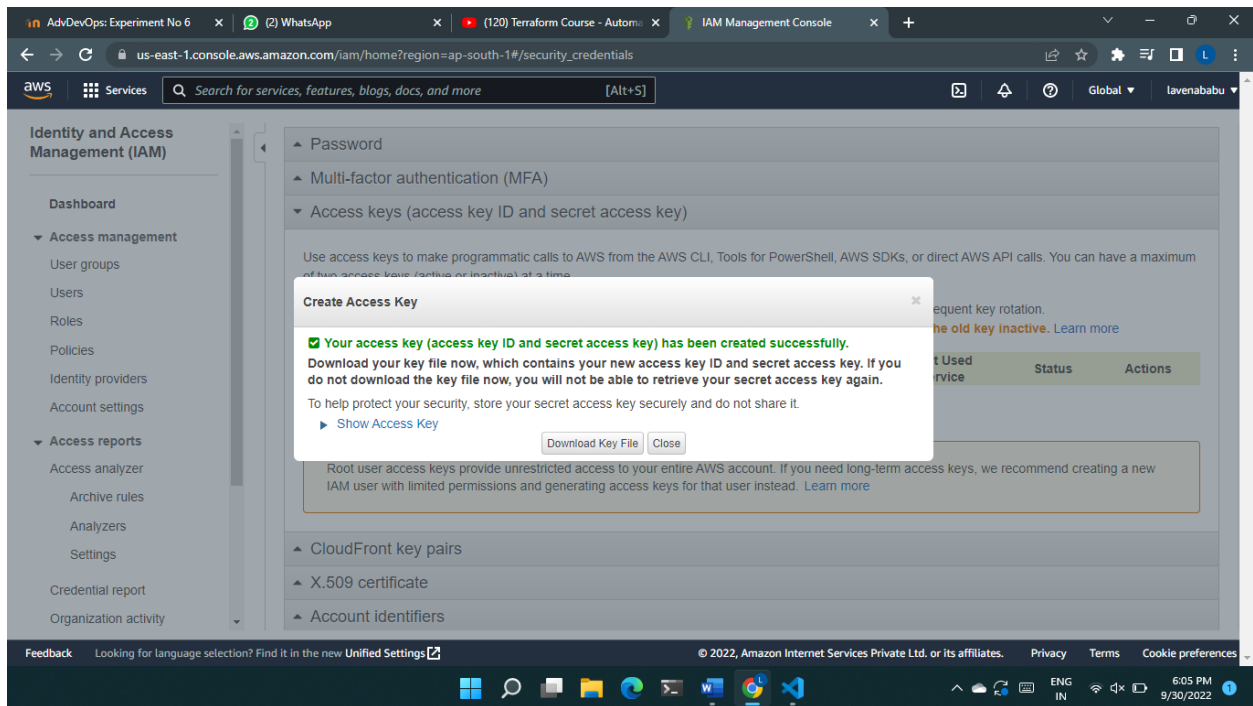 AdvDevOps: Experiment No 6
(2) WhatsApp
(120) Terraform Course - Automa
IAM Management Console
us-east-1.console.aws.amazon.com/iam/home?region=ap-south-1#/security_credentials
L
aws
Services
Search for services, features, blogs, docs, and more
[Alt+S]
Global
lavenababu
Identity and Access
Management (IAM)
Dashboard
Access management
User groups
Users
Roles
Policies
Identity providers
Account settings
Access reports
Access analyzer
Archive rules
Analyzers
Settings
Credential report
Organization activity
Password
Multi-factor authentication (MFA)
Access keys (access key ID and secret access key)
Use access keys to make programmatic calls to AWS from the AWS CLI, Tools for PowerShell, AWS SDKs, or direct AWS API calls. You can have a maximum
of two access keys (active or inactive) at a time.
equent key rotation.
he old key inactive. Learn more
t Used
rvice
Status
Actions
Create Access Key
Your access key (access key ID and secret access key) has been created successfully.
Download your key file now, which contains your new access key ID and secret access key. If you
do not download the key file now, you will not be able to retrieve your secret access key again.
To help protect your security, store your secret access key securely and do not share it.
Show Access Key
Download Key File
Close
Root user access keys provide unrestricted access to your entire AWS account. If you need long-term access keys, we recommend creating a new
IAM user with limited permissions and generating access keys for that user instead. Learn more
CloudFront key pairs
X.509 certificate
Account identifiers
Feedback
Looking for language selection? Find it in the new Unified Settings
© 2022, Amazon Internet Services Private Ltd. or its affiliates.
Privacy
Terms
Cookie preferences
ENG
IN
6:05 PM
9/30/2022
1